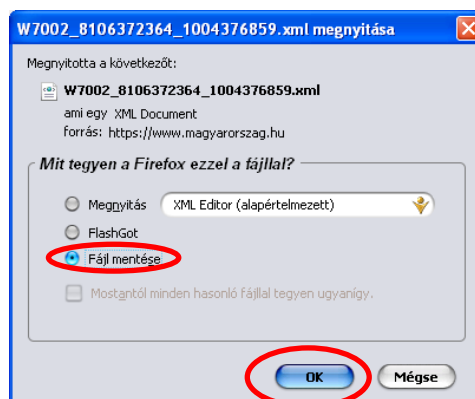 W7002_8106372364_1004376859.xml megnyitása
Megnyitotta a következőt:
W7002_8106372364_1004376859.xml
ami egy XML Document
forrás: https://www.magyarorszag.hu
Mit tegyen a Firefox ezzel a fájllal?
Megnyitás XML Editor (alapértelmezett)
FlashGot
Fájl mentése
Mostantól minden hasonló fájllal tegyen ugyanígy.
OK Mégse